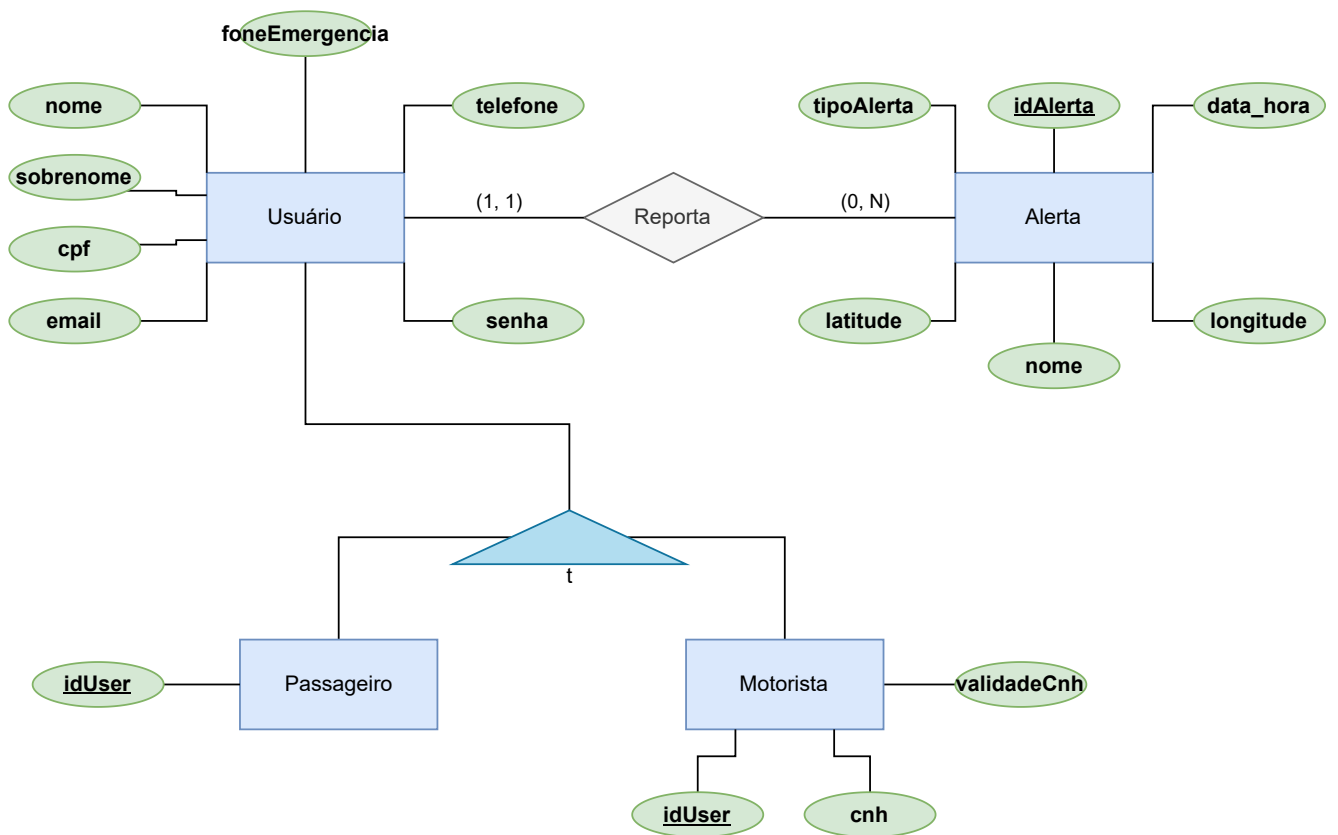 foneEmergencia
nome
telefone
tipoAlerta
idAlerta
data_hora
sobrenome
Usuário
(1, 1)
Reporta
(0, N)
Alerta
cpf
email
senha
latitude
longitude
nome
t
idUser
Passageiro
Motorista
validadeCnh
idUser
cnh